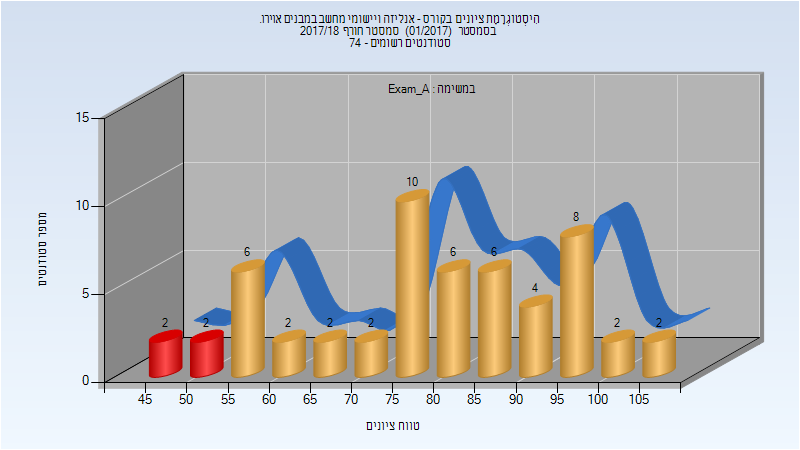 היסטוגרמת ציונים בקורס - אנליזה ויישומי מחשב במבנים אוירו.
בסמסטר (01/2017) סמסטר חורף 2017/18
סטודנטים רשומים - 74
במשימה : Exam_A
מספר סטודנטים
15
10
5
0
2
2
6
2
2
2
10
6
6
4
8
2
2
45 50 55 60 65 70 75 80 85 90 95 100 105
טווח ציונים